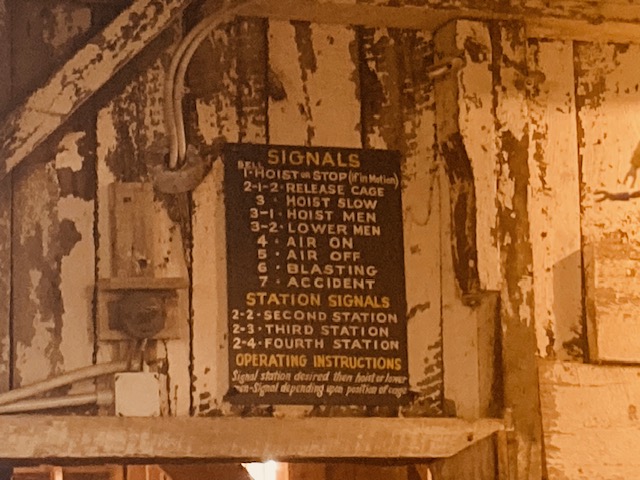 SIGNALS
BELL
1 · HOIST or STOP (if in Motion)
2-1-2 · RELEASE CAGE
3 · HOIST SLOW
3-1 · HOIST MEN
3-2 · LOWER MEN
4 · AIR ON
5 · AIR OFF
6 · BLASTING
7 · ACCIDENT
STATION SIGNALS
2-2 · SECOND STATION
2-3 · THIRD STATION
2-4 · FOURTH STATION
OPERATING INSTRUCTIONS
Signal station desired then hoist or lower
men-Signal depending upon position of cage